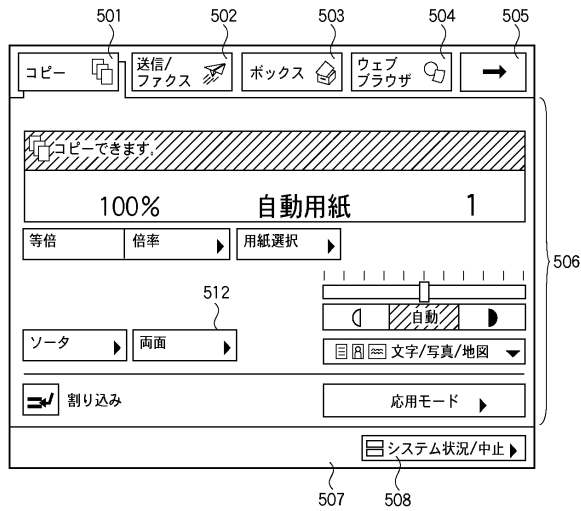 501
502
503
504
505
コピー
送信/
ファクス
ボックス
ウェブ
ブラウザ
コピーできます.
100%
自動用紙
1
等倍
倍率
用紙選択
506
512
自動
ソータ
両面
文字/写真/地図
割り込み
応用モード
システム状況/中止
507
508